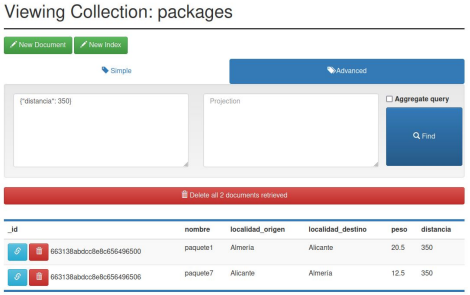 Viewing Collection: packages
New Document New Index
Simple Advanced
{"distancia": 350} Projection Aggregate query
Find
Delete all 2 documents retrieved
_id nombre localidad_origen localidad_destino peso distancia
663138abdcc8e8c656496500 paquete1 Almería Alicante 20.5 350
663138abdcc8e8c656496506 paquete7 Alicante Almería 12.5 350